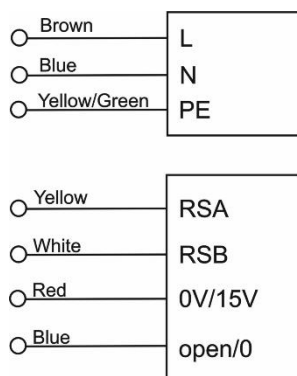 Brown
L
Blue
N
Yellow/Green
PE
Yellow
RSA
White
RSB
Red
0V/15V
Blue
open/0